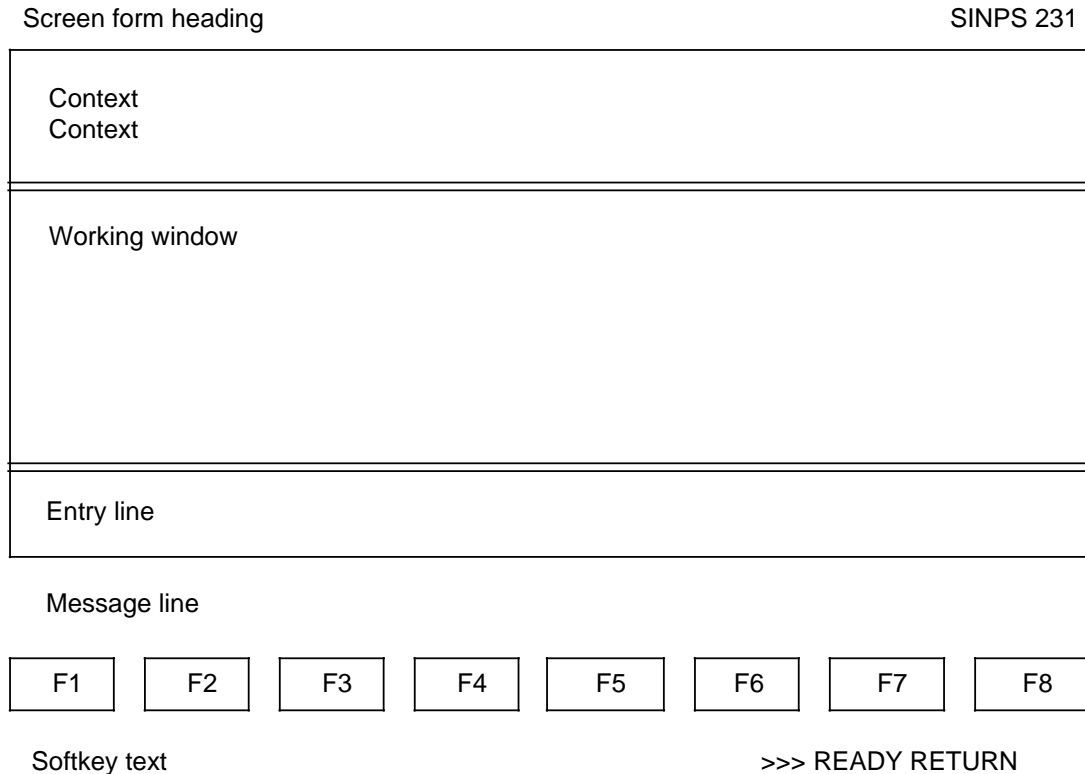 Screen form heading SINPS 231
Context
Context
Working window
Entry line
Message line
F1 F2 F3 F4 F5 F6 F7 F8
Softkey text >>> READY RETURN